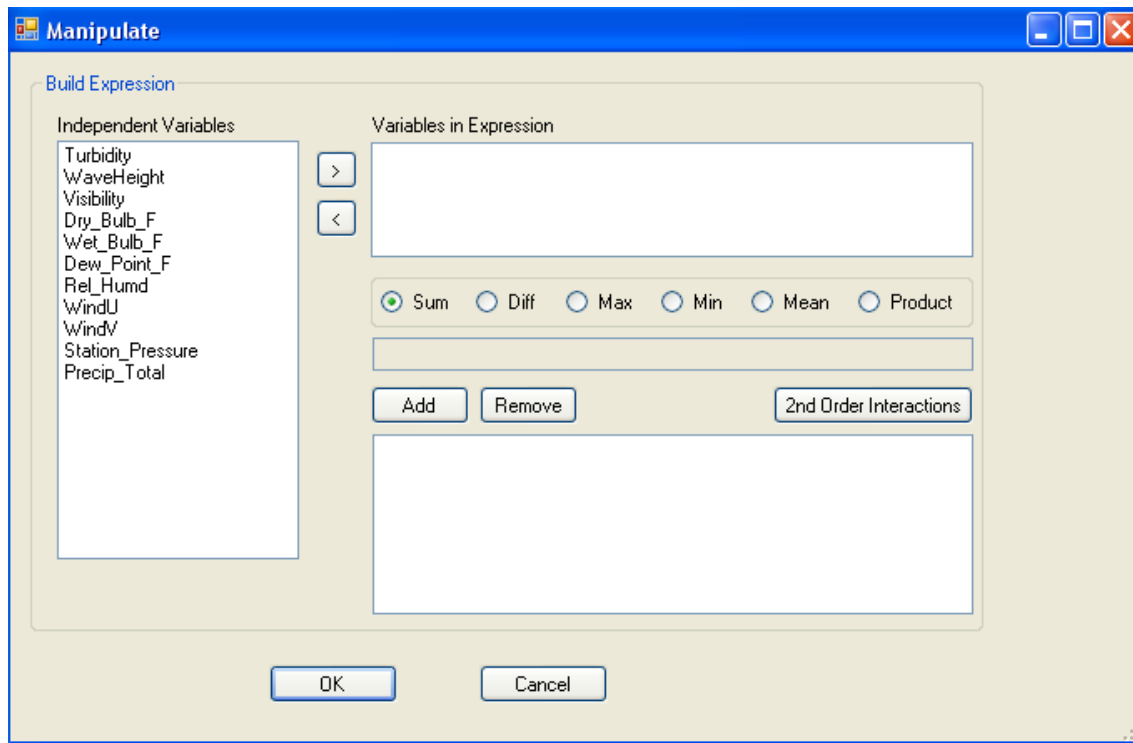 Manipulate
Build Expression
Independent Variables
Turbidity
WaveHeight
Visibility
Dry_Bulb_F
Wet_Bulb_F
Dew_Point_F
Rel_Humd
WindU
WindV
Station_Pressure
Precip_Total
>
<
Variables in Expression
Sum Diff Max Min Mean Product
Add Remove 2nd Order Interactions
OK Cancel